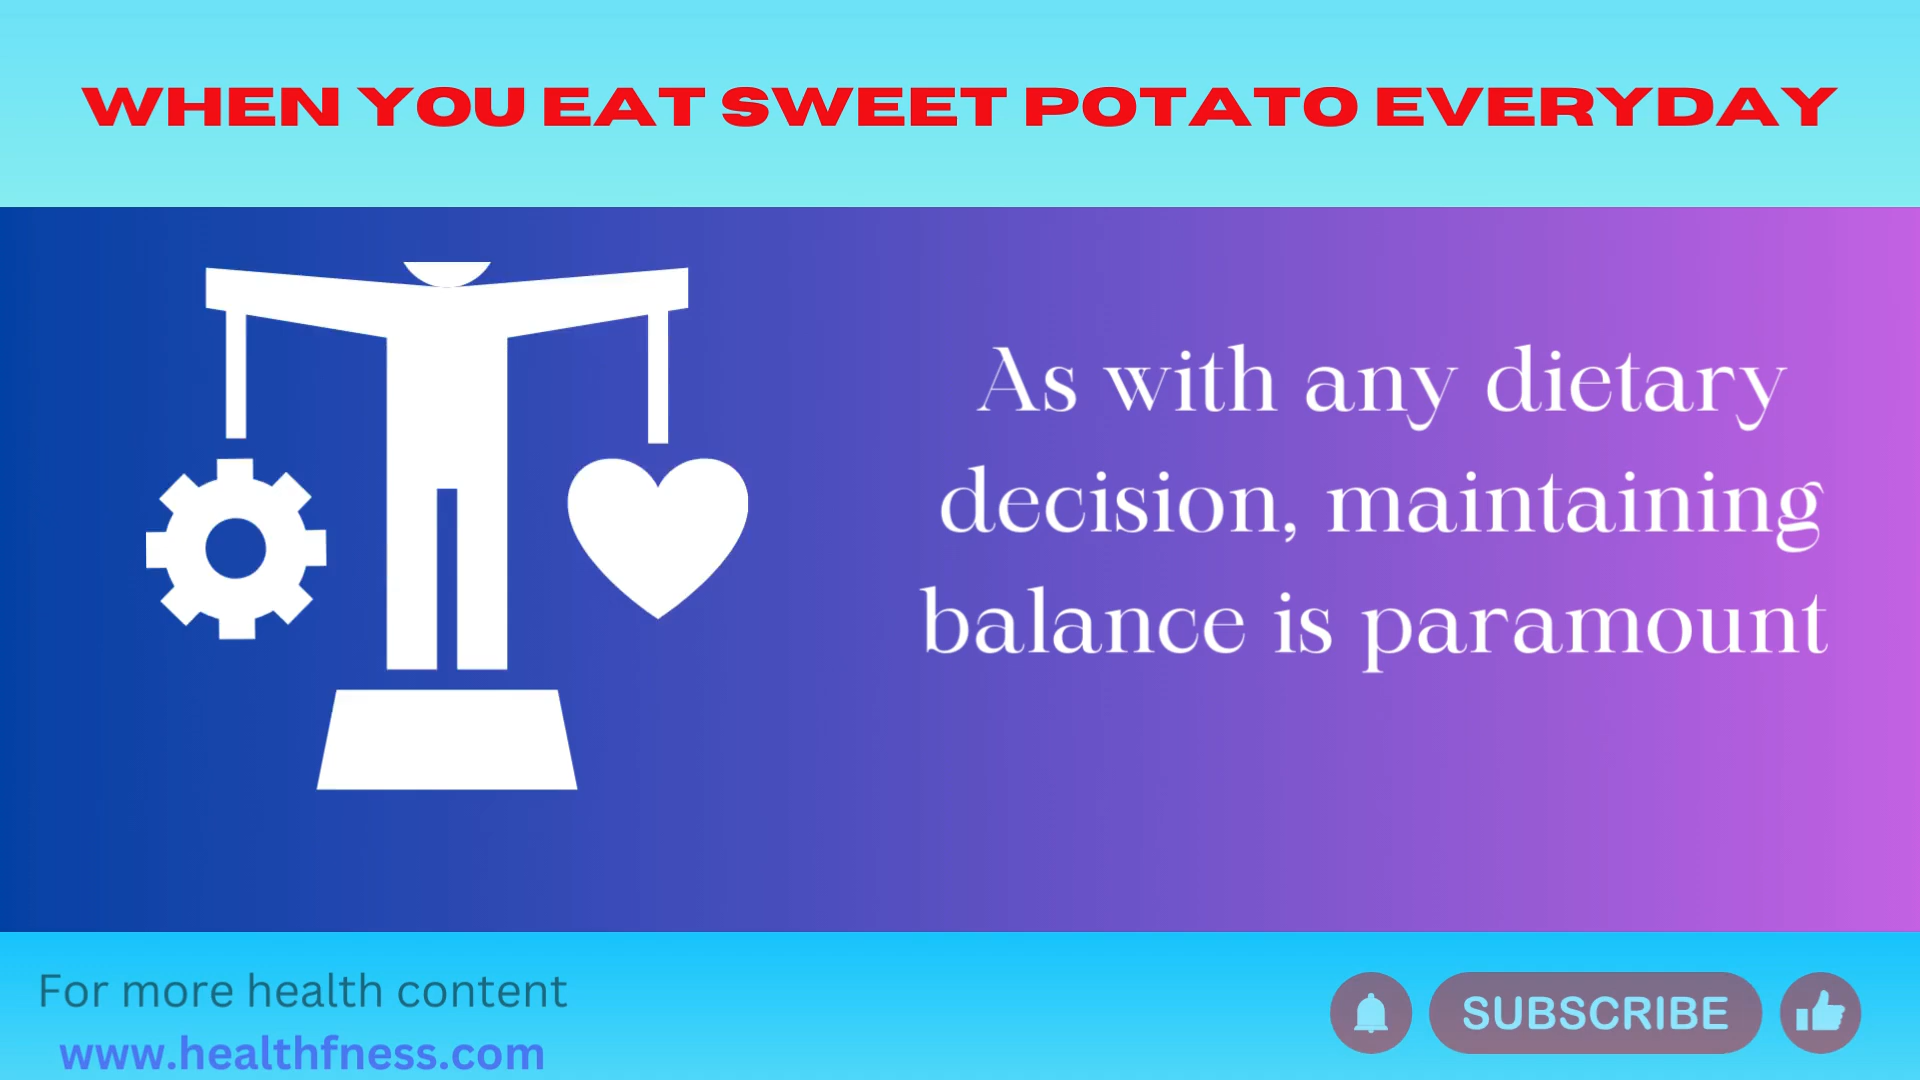 WHEN YOU EAT SWEET POTATO EVERYDAY
As with any dietary
decision, maintaining
balance is paramount
For more health content
www.healthfness.com
SUBSCRIBE